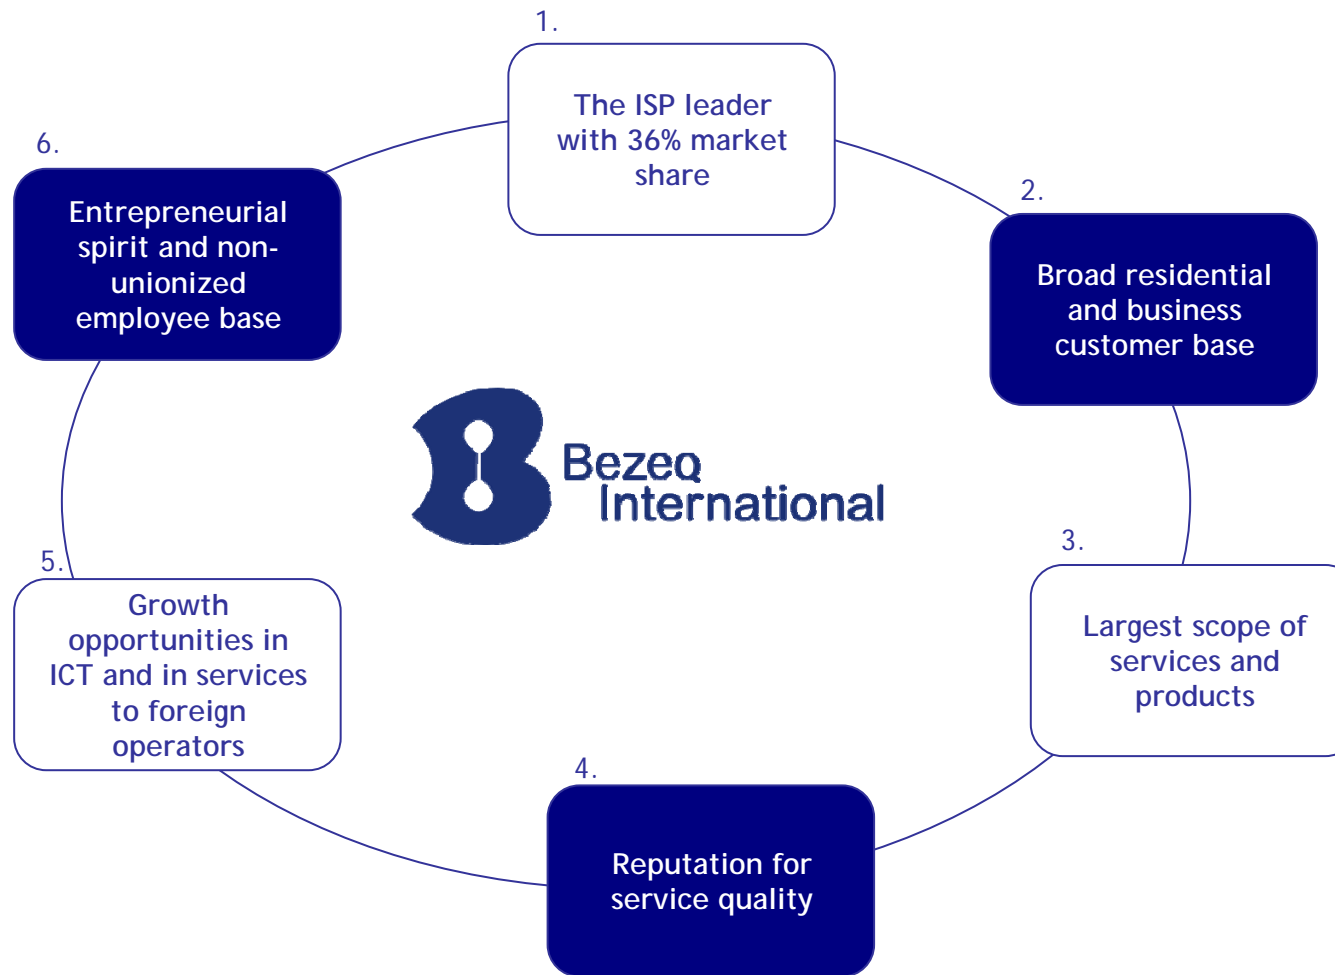 1.
The ISP leader
with 36% market
share
2.
Broad residential
and business
customer base
3.
Largest scope of
services and
products
4.
Reputation for
service quality
5.
Growth
opportunities in
ICT and in services
to foreign
operators
6.
Entrepreneurial
spirit and non-
unionized
employee base
Bezeq
International